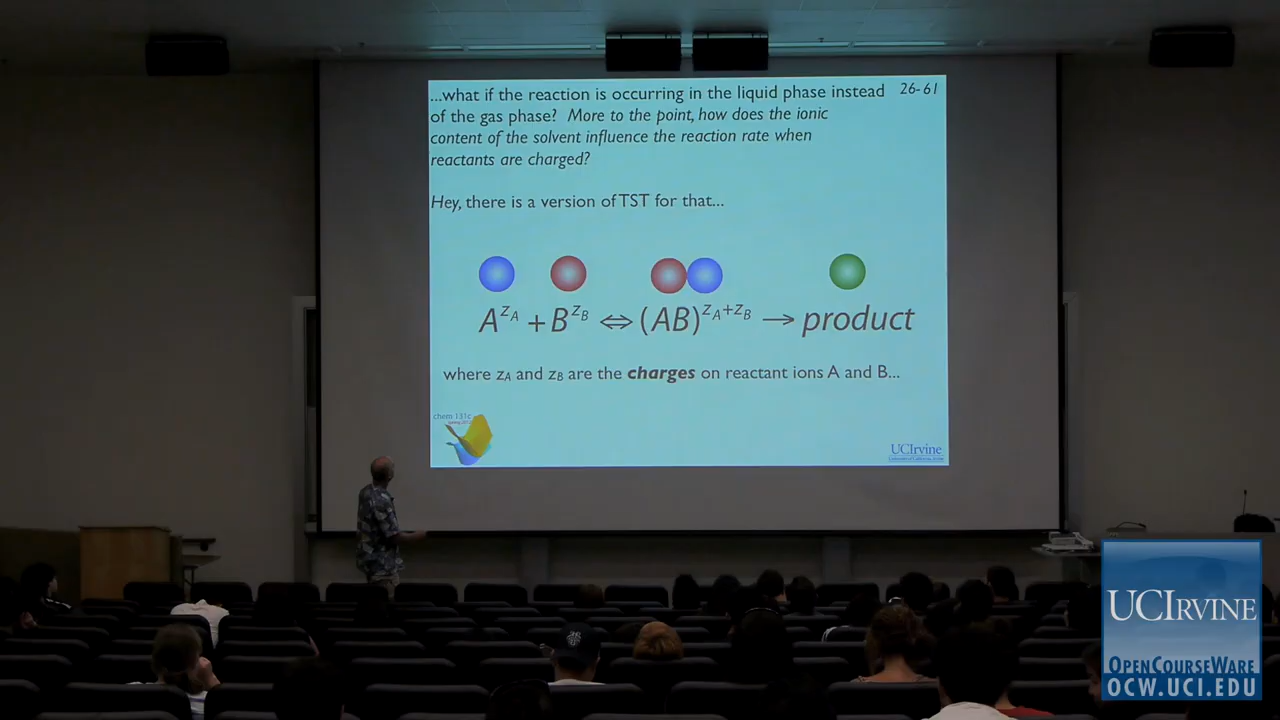 ...what if the reaction is occurring in the liquid phase instead 26-61
of the gas phase? More to the point, how does the ionic
content of the solvent influence the reaction rate when
reactants are charged?
Hey, there is a version of TST for that...
A^{z_A} + B^{z_B} ⇔ (AB)^{z_A+z_B} → product
where z_A and z_B are the charges on reactant ions A and B...
chem 131c
UCIrvine
UCIRVINE
OPENCOURSEWARE
OCW.UCI.EDU